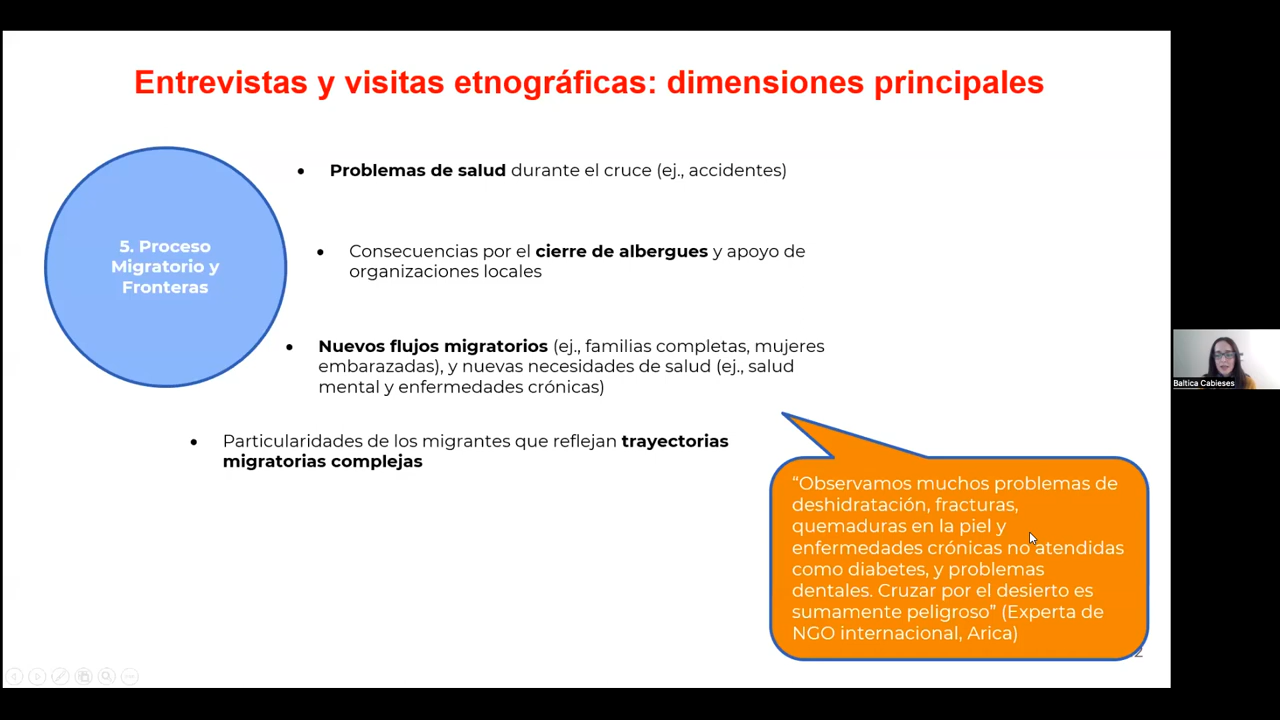 Entrevistas y visitas etnográficas: dimensiones principales
5. Proceso
Migratorio y
Fronteras
• Problemas de salud durante el cruce (ej., accidentes)
• Consecuencias por el cierre de albergues y apoyo de
organizaciones locales
• Nuevos flujos migratorios (ej., familias completas, mujeres
embarazadas), y nuevas necesidades de salud (ej., salud
mental y enfermedades crónicas)
• Particularidades de los migrantes que reflejan trayectorias
migratorias complejas
“Observamos muchos problemas de
deshidratación, fracturas,
quemaduras en la piel y
enfermedades crónicas no atendidas
como diabetes, y problemas
dentales. Cruzar por el desierto es
sumamente peligroso” (Experta de
NGO internacional, Arica)
Baltica Cabieses